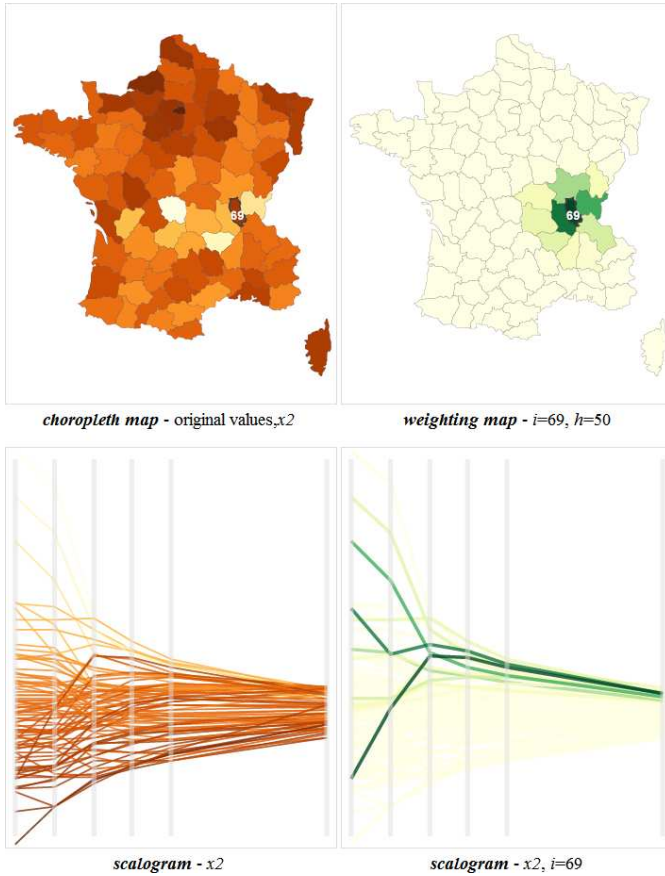 69
69
choropleth map - original values,x2
weighting map - i=69, h=50
scalogram - x2
scalogram - x2, i=69